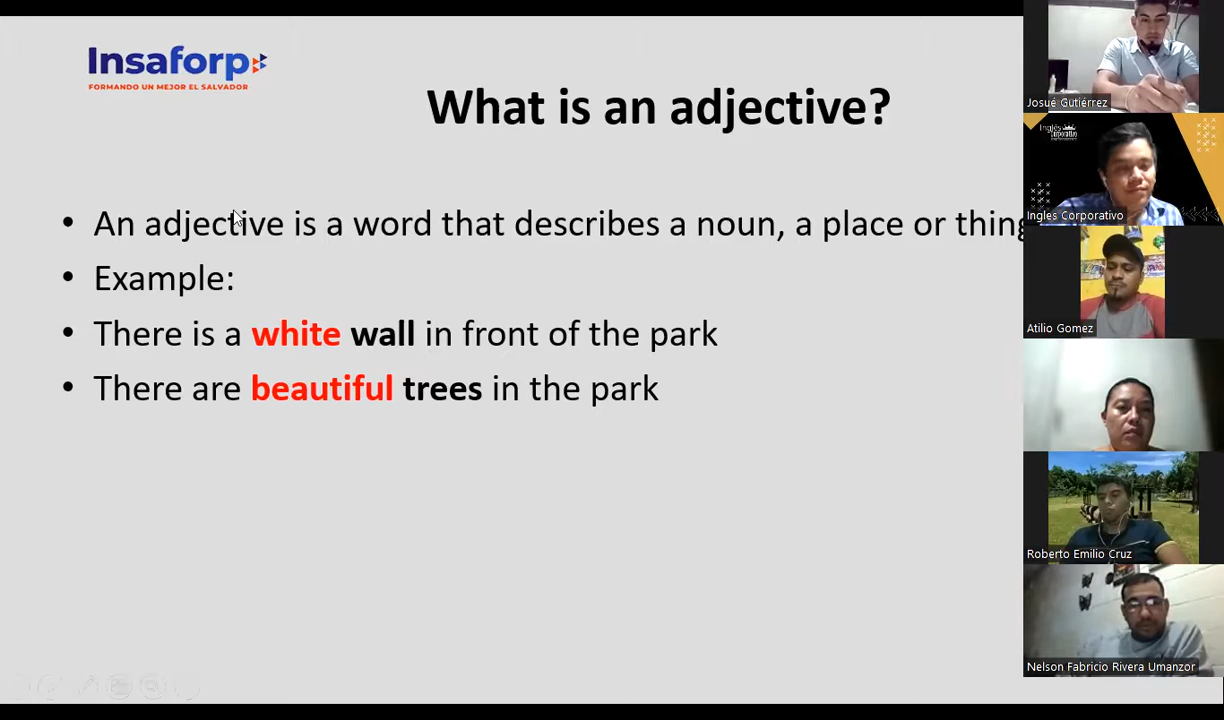 Insaforp
FORMANDO UN MEJOR EL SALVADOR
What is an adjective?
• An adjective is a word that describes a noun, a place or thing
• Example:
• There is a white wall in front of the park
• There are beautiful trees in the park
Josué Gutiérrez
Inglés
Corporativo
Ingles Corporativo
Atilio Gomez
Roberto Emilio Cruz
Nelson Fabricio Rivera Umanzor